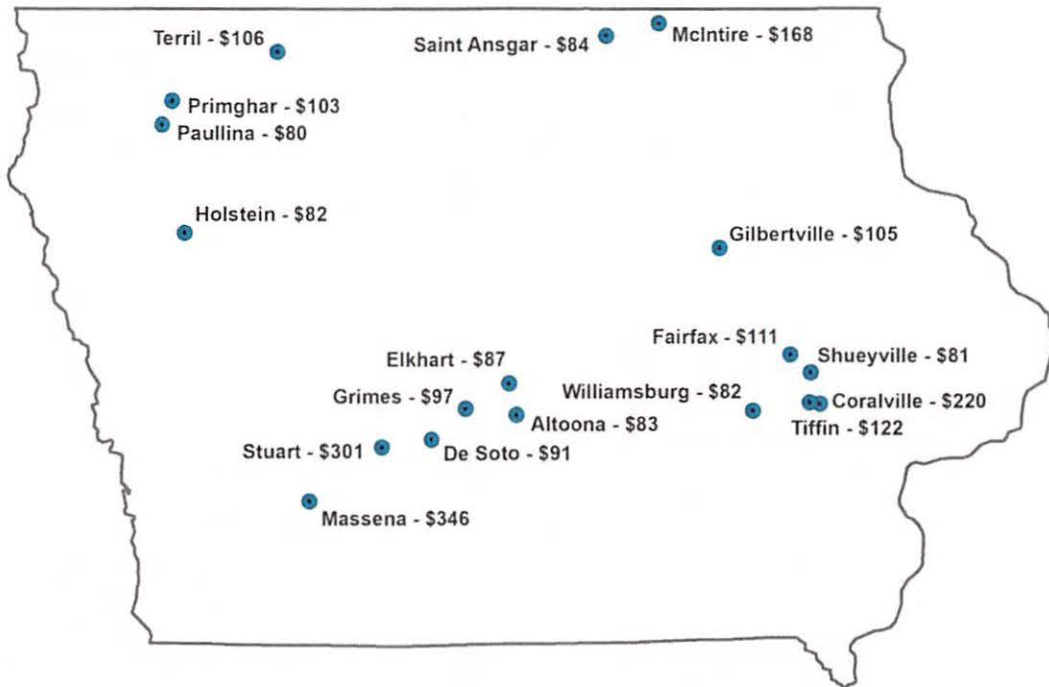 Terril - $106
Saint Ansgar - $84
McIntire - $168
Primghar - $103
Paullina - $80
Holstein - $82
Gilbertville - $105
Fairfax - $111
Shueyville - $81
Elkhart - $87
Williamsburg - $82
Grimes - $97
Coralville - $220
Altoona - $83
Tiffin - $122
Stuart - $301
De Soto - $91
Massena - $346